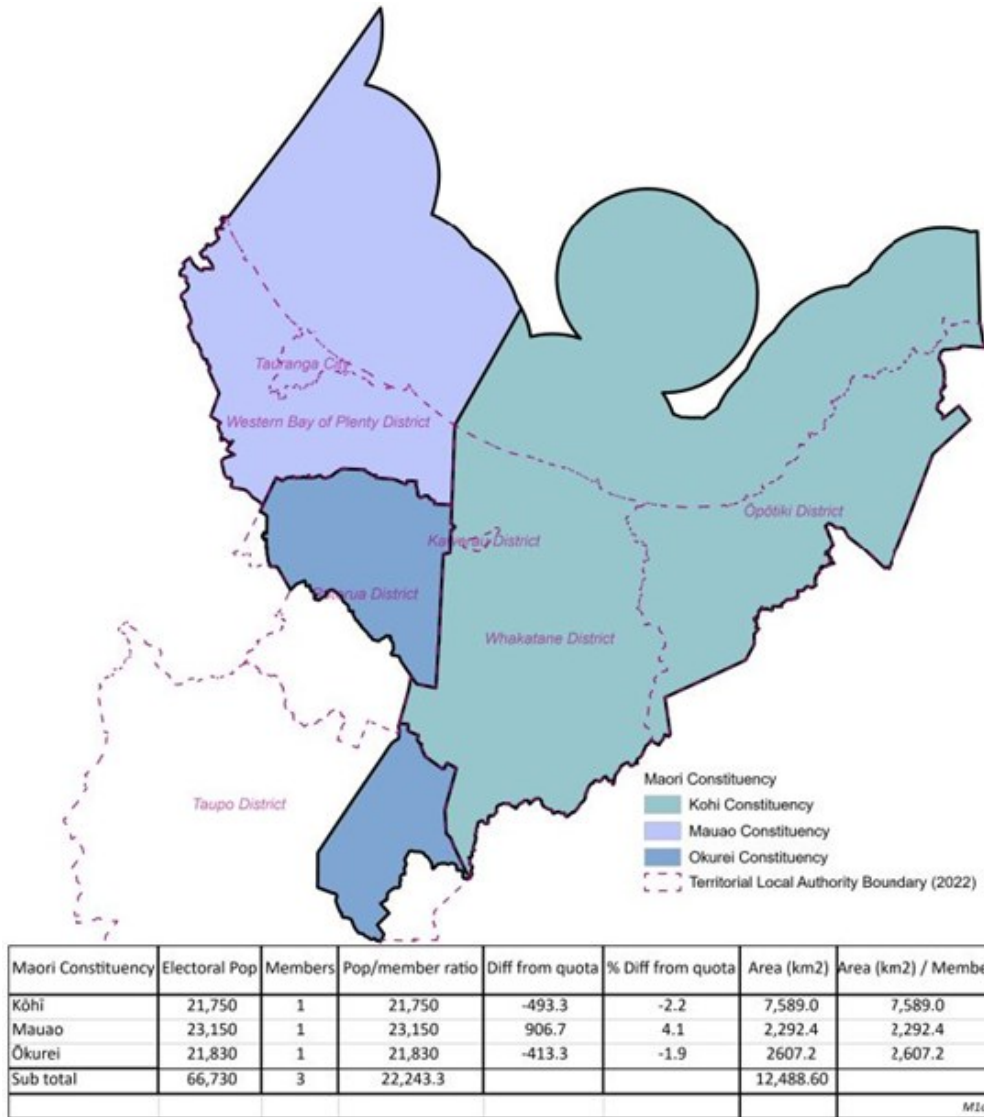 Tauranga City
Western Bay of Plenty District
Ōpōtiki District
Kawerau District
Rotorua District
Whakatane District
Taupo District
Maori Constituency
Kohi Constituency
Mauao Constituency
Okurei Constituency
Territorial Local Authority Boundary (2022)
Maori Constituency Electoral Pop Members Pop/member ratio Diff from quota % Diff from quota Area (km2) Area (km2) / Membe
Kōhī 21,750 1 21,750 -493.3 -2.2 7,589.0 7,589.0
Mauao 23,150 1 23,150 906.7 4.1 2,292.4 2,292.4
Ōkurei 21,830 1 21,830 -413.3 -1.9 2607.2 2,607.2
Sub total 66,730 3 22,243.3 12,488.60